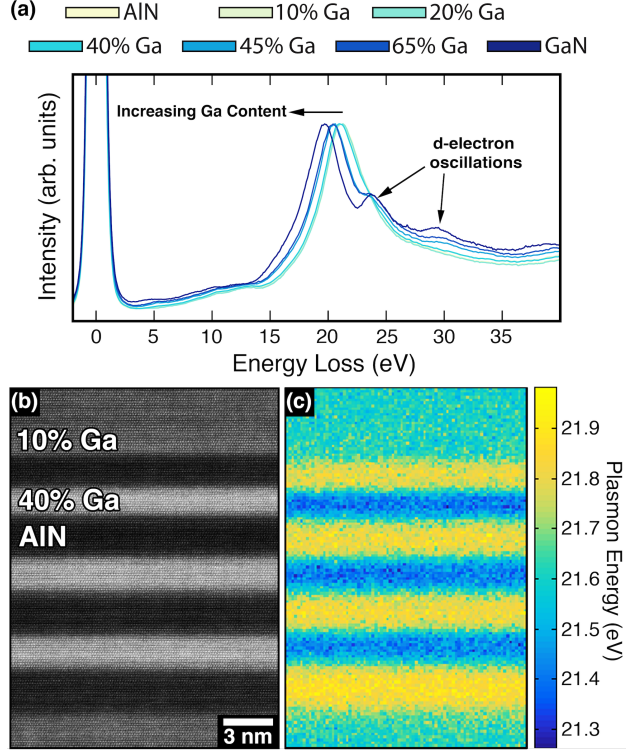 (a)
AlN 10% Ga 20% Ga
40% Ga 45% Ga 65% Ga GaN
Increasing Ga Content
d-electron
oscillations
Intensity (arb. units)
0 5 10 15 20 25 30 35
Energy Loss (eV)
(b)
10% Ga
40% Ga
AlN
3 nm
(c)
21.9
21.8
21.7
21.6
21.5
21.4
21.3
Plasmon Energy (eV)